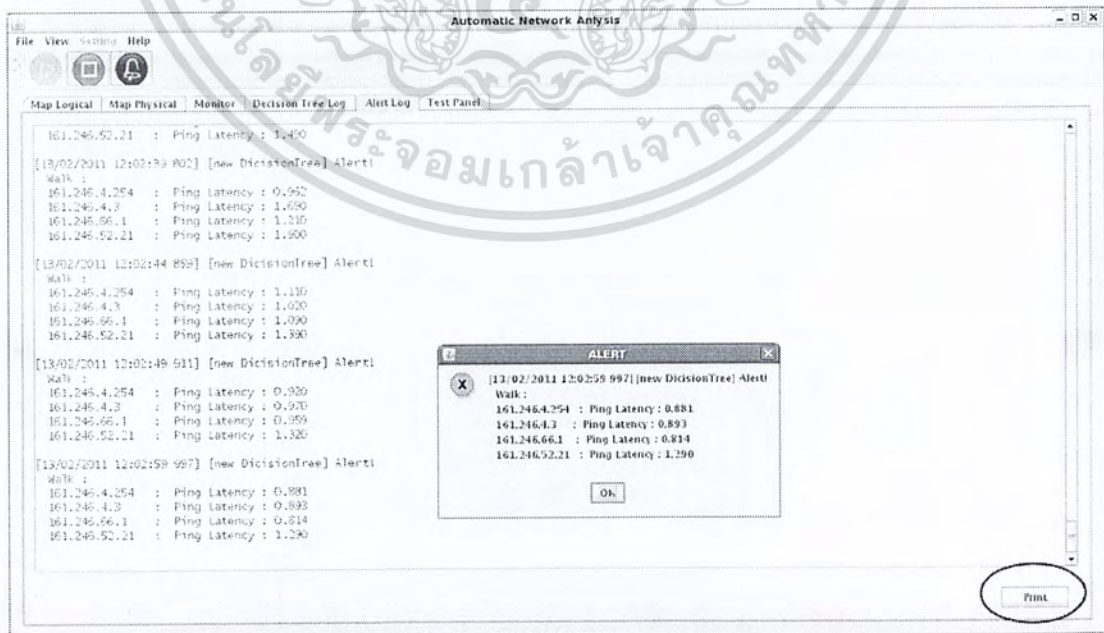 Automatic Network Anlysis
File View Setting Help
Map Logical Map Physical Monitor Decision Tree Log Alert Log Test Panel
161.246.52.21 : Ping Latency : 1.490
[13/02/2011 12:02:39 802] [new DicisionTree] Alert!
Walk :
161.246.4.254 : Ping Latency : 0.962
161.246.4.3 : Ping Latency : 1.690
161.246.66.1 : Ping Latency : 1.210
161.246.52.21 : Ping Latency : 1.900
[13/02/2011 12:02:44 859] [new DicisionTree] Alert!
Walk :
161.246.4.254 : Ping Latency : 1.110
161.246.4.3 : Ping Latency : 1.020
161.246.66.1 : Ping Latency : 1.090
161.246.52.21 : Ping Latency : 1.390
[13/02/2011 12:02:49 911] [new DicisionTree] Alert!
Walk :
161.246.4.254 : Ping Latency : 0.920
161.246.4.3 : Ping Latency : 0.970
161.246.66.1 : Ping Latency : 0.959
161.246.52.21 : Ping Latency : 1.320
[13/02/2011 12:02:59 997] [new DicisionTree] Alert!
Walk :
161.246.4.254 : Ping Latency : 0.881
161.246.4.3 : Ping Latency : 0.893
161.246.66.1 : Ping Latency : 0.814
161.246.52.21 : Ping Latency : 1.290
ALERT
[13/02/2011 12:02:59 997] [new DicisionTree] Alert!
Walk :
161.246.4.254 : Ping Latency : 0.881
161.246.4.3 : Ping Latency : 0.893
161.246.66.1 : Ping Latency : 0.814
161.246.52.21 : Ping Latency : 1.290
Ok
Print